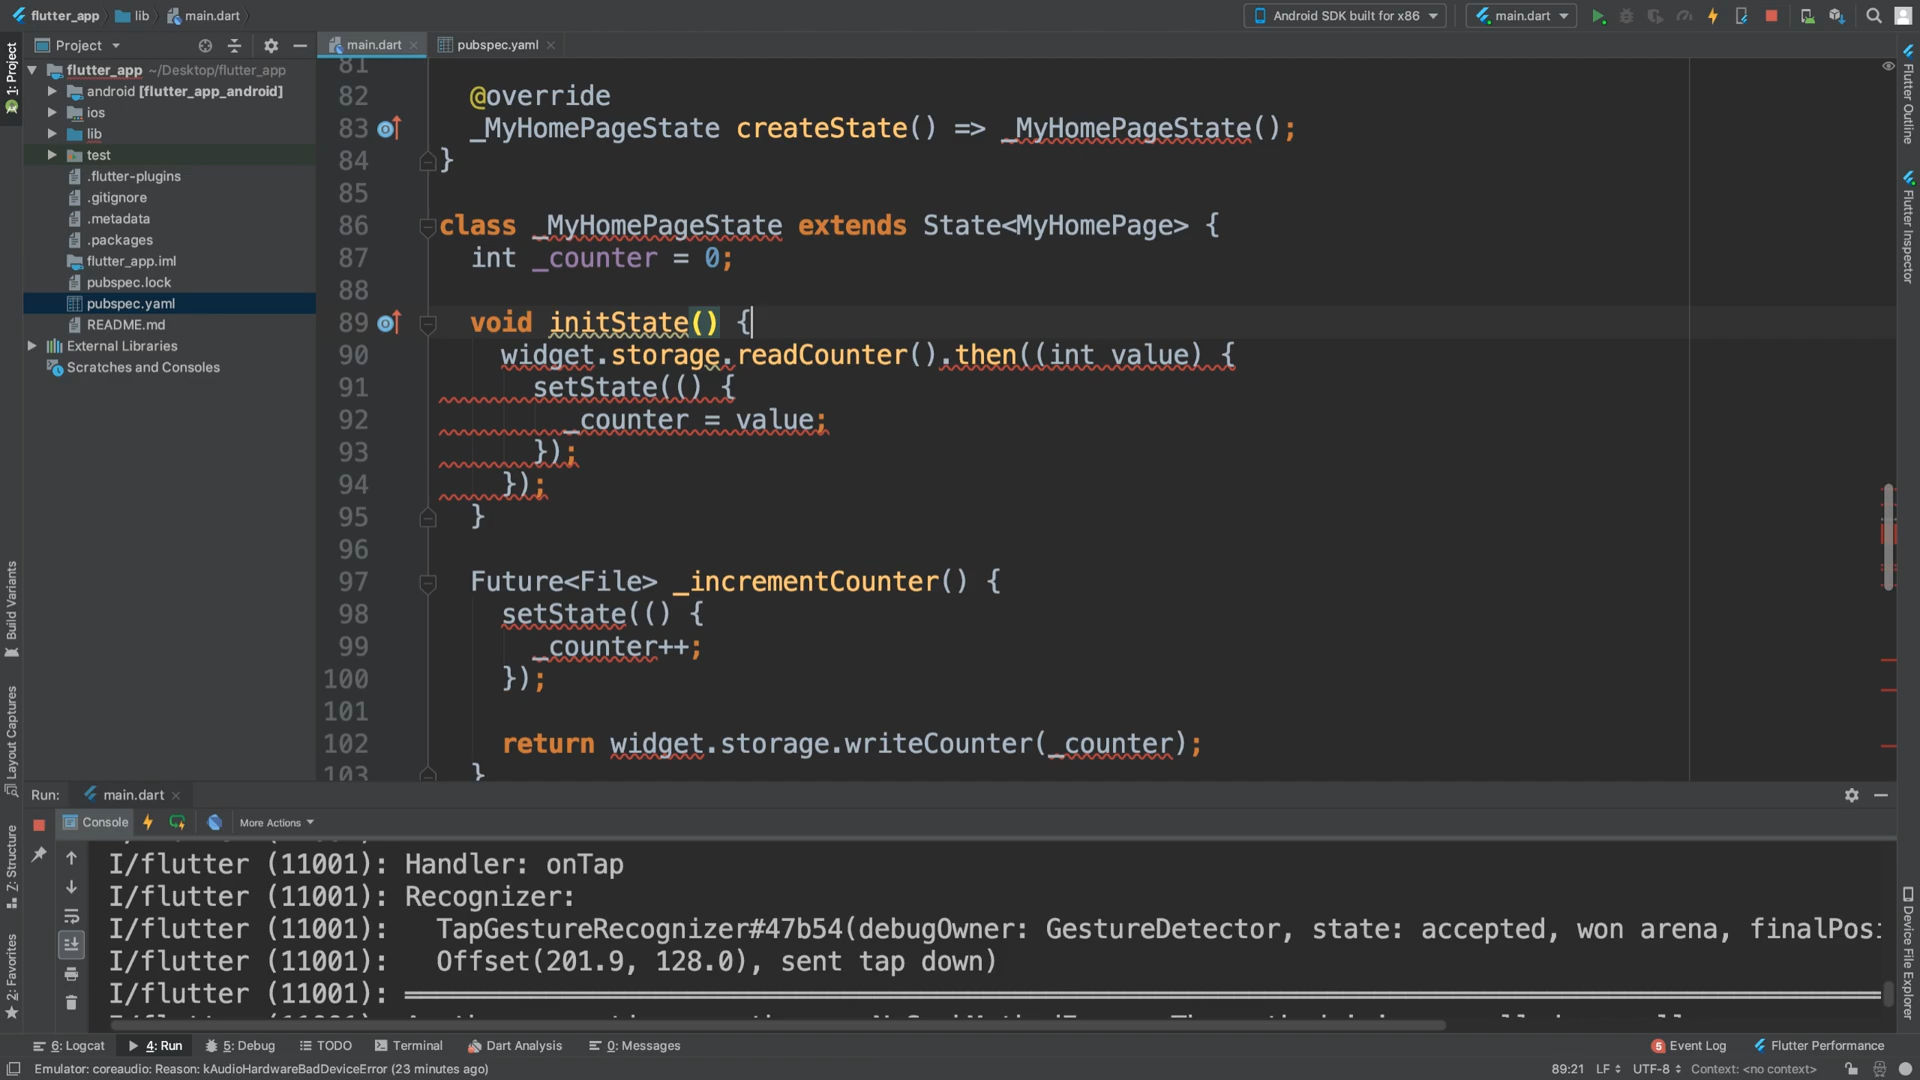 flutter_app lib main.dart
Android SDK built for x86 main.dart
1: Project
Project
main.dart
pubspec.yaml
flutter_app ~/Desktop/flutter_app
android [flutter_app_android]
ios
lib
test
.flutter-plugins
.gitignore
.metadata
.packages
flutter_app.iml
pubspec.lock
pubspec.yaml
README.md
External Libraries
Scratches and Consoles
81
82 @override
83 _MyHomePageState createState() => _MyHomePageState();
84 }
85
86 class _MyHomePageState extends State<MyHomePage> {
87 int _counter = 0;
88
89 void initState() {
90 widget.storage.readCounter().then((int value) {
91 setState(() {
92 _counter = value;
93 });
94 });
95 }
96
97 Future<File> _incrementCounter() {
98 setState(() {
99 _counter++;
100 });
101
102 return widget.storage.writeCounter(_counter);
103 }
Flutter Outline
Flutter Inspector
Device File Explorer
Build Variants
Layout Captures
7: Structure
2: Favorites
Run: main.dart
Console More Actions
I/flutter (11001): Handler: onTap
I/flutter (11001): Recognizer:
I/flutter (11001): TapGestureRecognizer#47b54(debugOwner: GestureDetector, state: accepted, won arena, finalPosi
I/flutter (11001): Offset(201.9, 128.0), sent tap down)
I/flutter (11001):
6: Logcat 4: Run 5: Debug TODO Terminal Dart Analysis 0: Messages
5 Event Log Flutter Performance
Emulator: coreaudio: Reason: kAudioHardwareBadDeviceError (23 minutes ago)
89:21 LF UTF-8 Context: <no context>